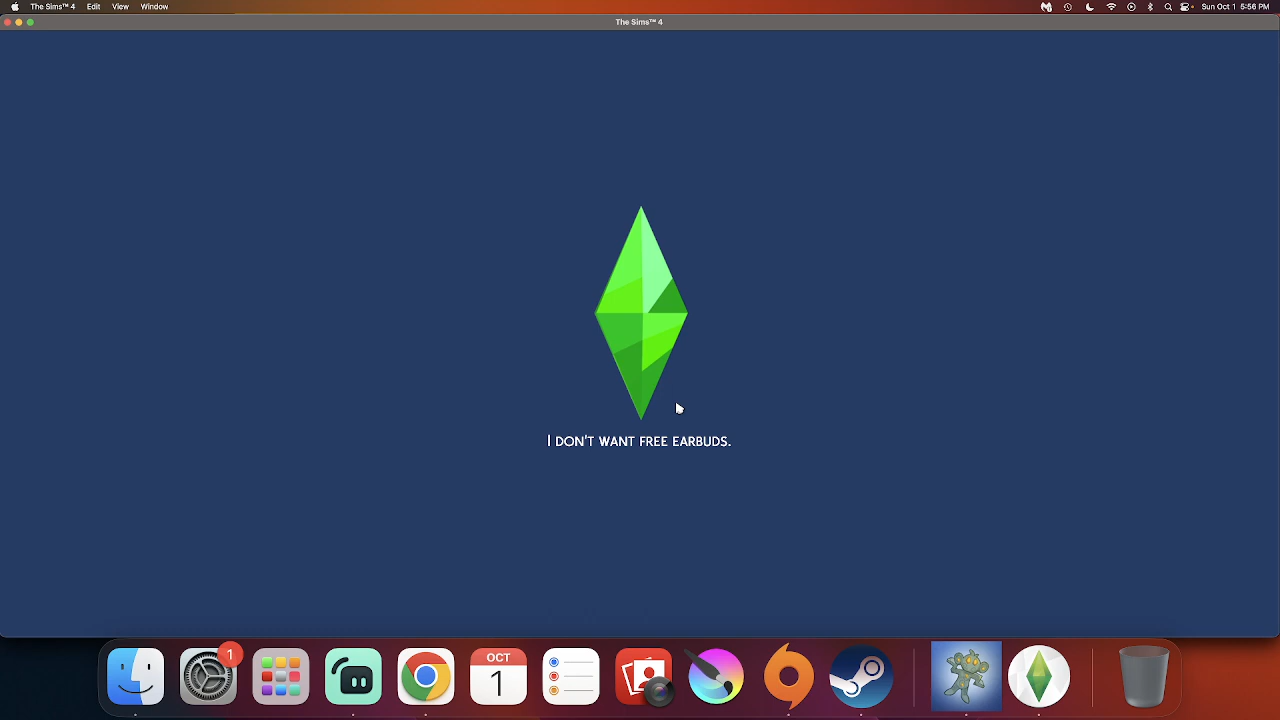 The Sims™ 4 Edit View Window Sun Oct 1 5:56 PM
The Sims™ 4
I DON'T WANT FREE EARBUDS.
1
OCT
1